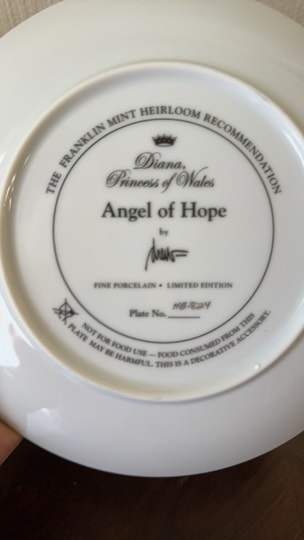 THE FRANKLIN MINT HEIRLOOM RECOMMENDATION
Diana,
Princess of Wales
Angel of Hope
by
FINE PORCELAIN • LIMITED EDITION
Plate No.
NOT FOR FOOD USE — FOOD CONSUMED FROM THIS
PLATE MAY BE HARMFUL. THIS IS A DECORATIVE ACCESSORY.